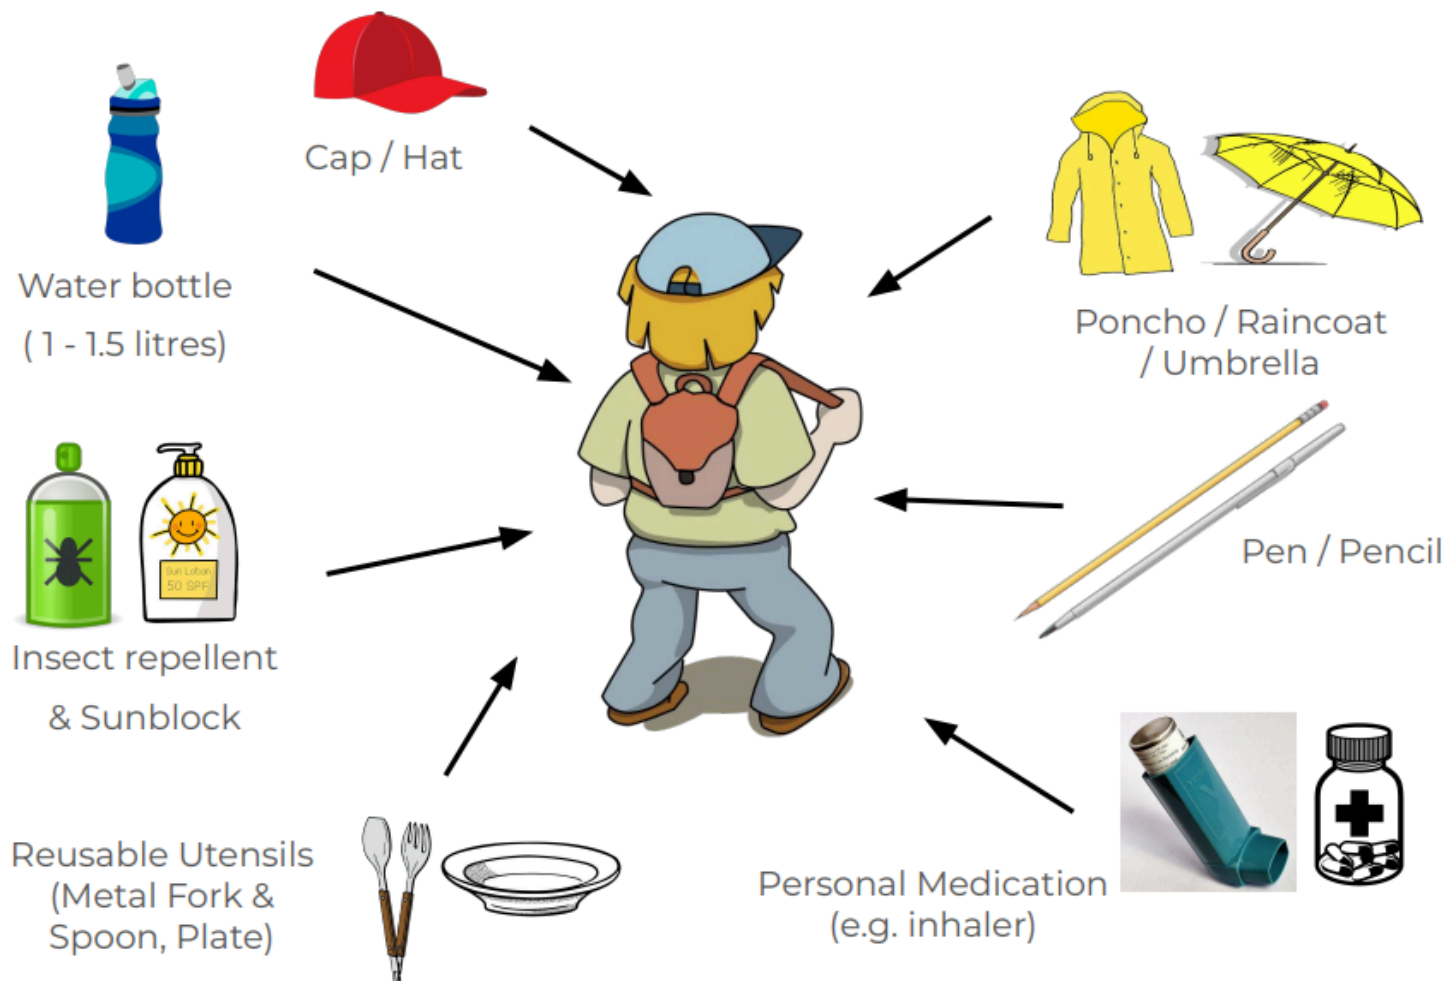 Cap / Hat
Water bottle
( 1 - 1.5 litres)
Poncho / Raincoat
/ Umbrella
Pen / Pencil
Sun Lotion
50 SPF
Insect repellent
& Sunblock
Reusable Utensils
(Metal Fork &
Spoon, Plate)
Personal Medication
(e.g. inhaler)